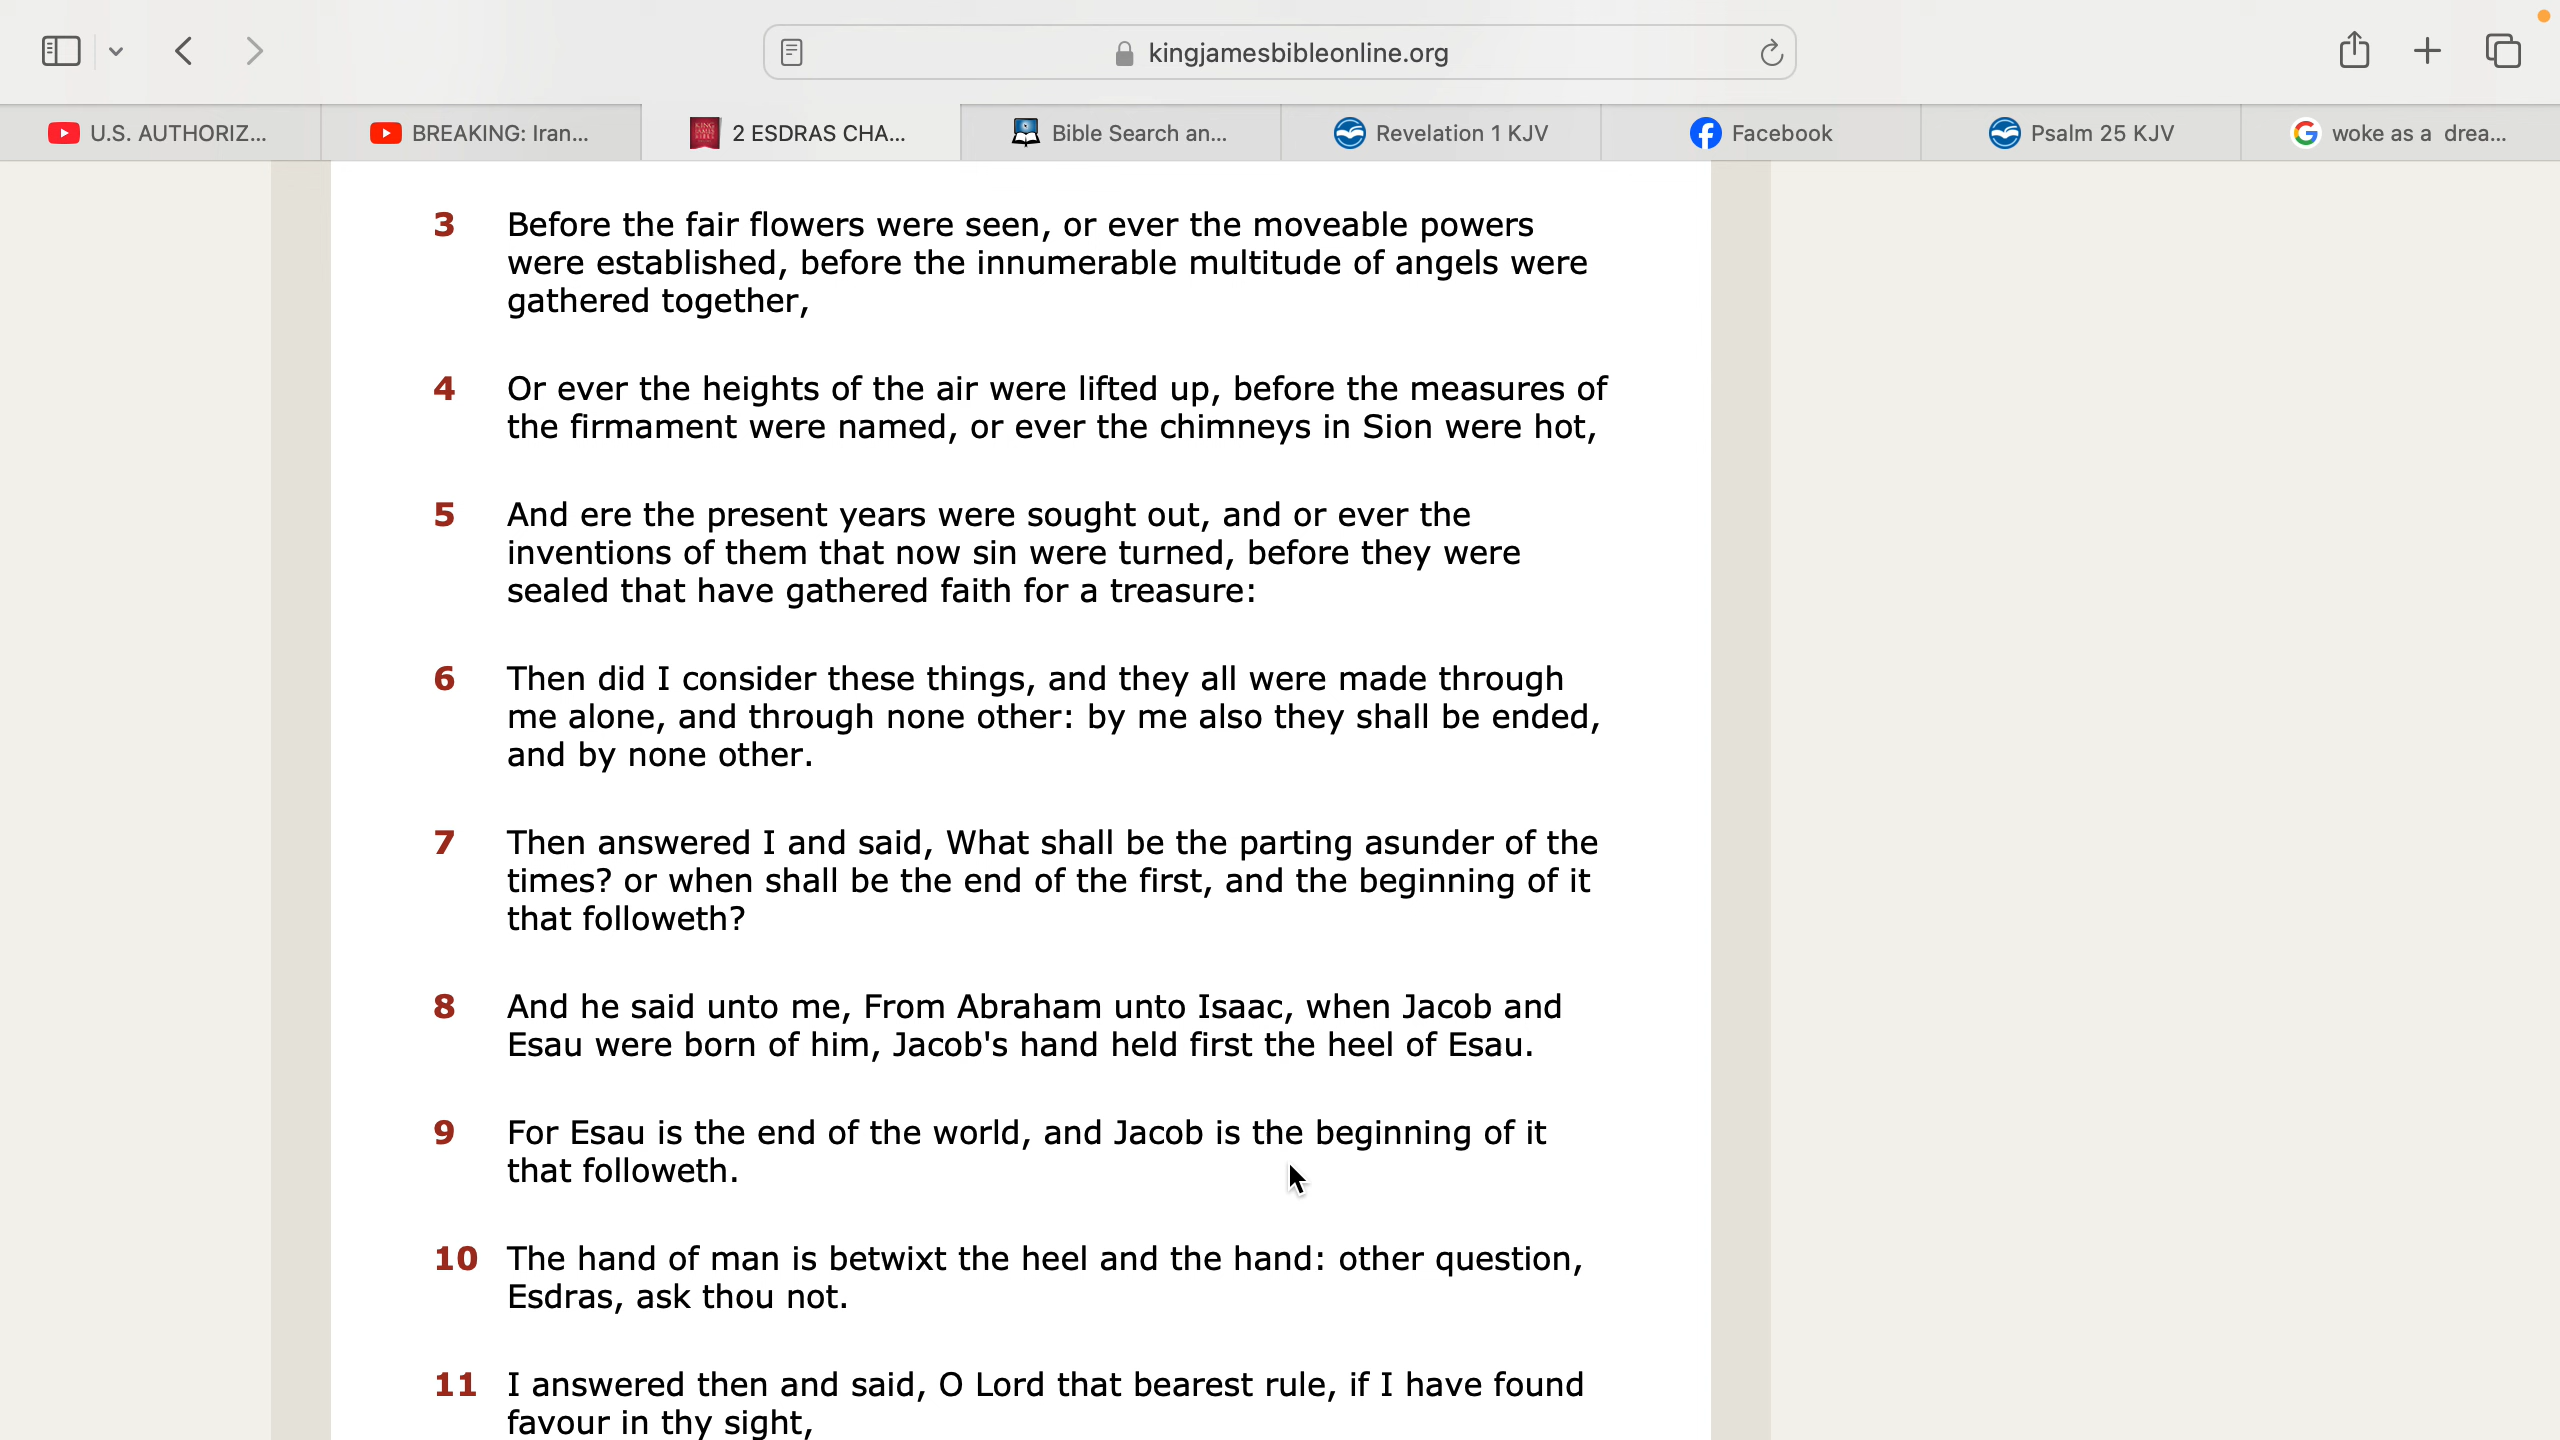 kingjamesbibleonline.org
U.S. AUTHORIZ...
BREAKING: Iran...
2 ESDRAS CHA...
Bible Search an...
Revelation 1 KJV
Facebook
Psalm 25 KJV
woke as a drea...
3 Before the fair flowers were seen, or ever the moveable powers
were established, before the innumerable multitude of angels were
gathered together,
4 Or ever the heights of the air were lifted up, before the measures of
the firmament were named, or ever the chimneys in Sion were hot,
5 And ere the present years were sought out, and or ever the
inventions of them that now sin were turned, before they were
sealed that have gathered faith for a treasure:
6 Then did I consider these things, and they all were made through
me alone, and through none other: by me also they shall be ended,
and by none other.
7 Then answered I and said, What shall be the parting asunder of the
times? or when shall be the end of the first, and the beginning of it
that followeth?
8 And he said unto me, From Abraham unto Isaac, when Jacob and
Esau were born of him, Jacob's hand held first the heel of Esau.
9 For Esau is the end of the world, and Jacob is the beginning of it
that followeth.
10 The hand of man is betwixt the heel and the hand: other question,
Esdras, ask thou not.
11 I answered then and said, O Lord that bearest rule, if I have found
favour in thy sight,